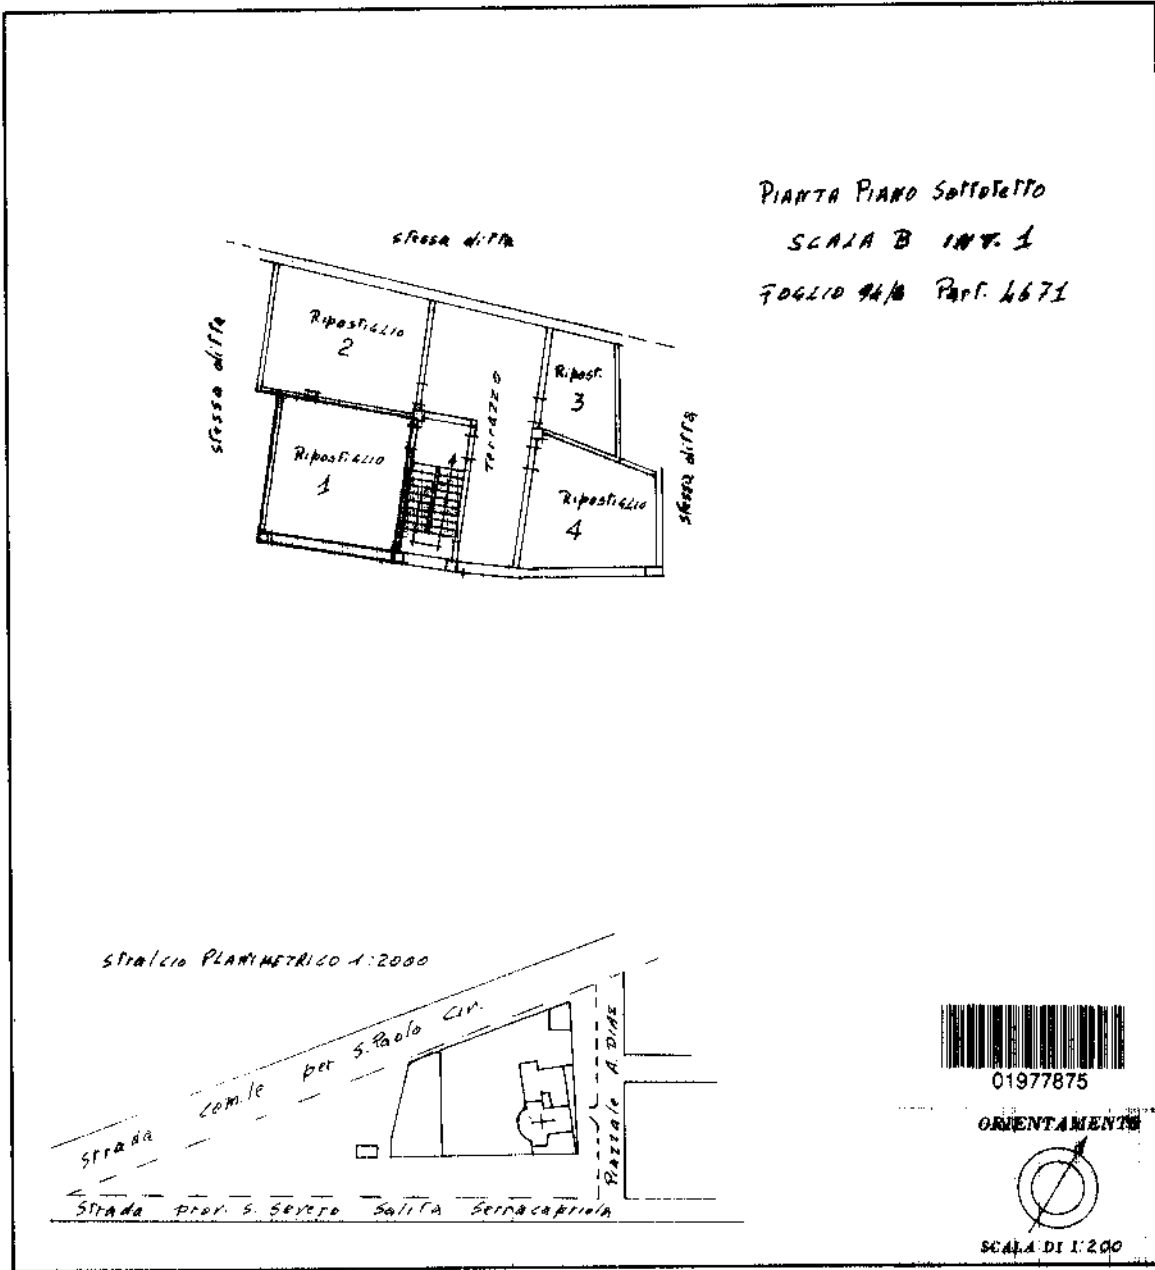 PIANTA PIANO Sottotetto
SCALA B INT. 1
FOGLIO Part. 4671
stessa ditta
stessa ditta
Ripostiglio
2
Ripost.
3
Terrazzo
stessa ditta
Ripostiglio
1
Ripostiglio
4
Stralcio PLANIMETRICO 1:2000
Strada com.le per S. Paolo Civ.
Piazzale A. DIAZ
Strada prov. S. Severo Salita Serracapriola
01977875
ORIENTAMENTO
SCALA DI 1:200